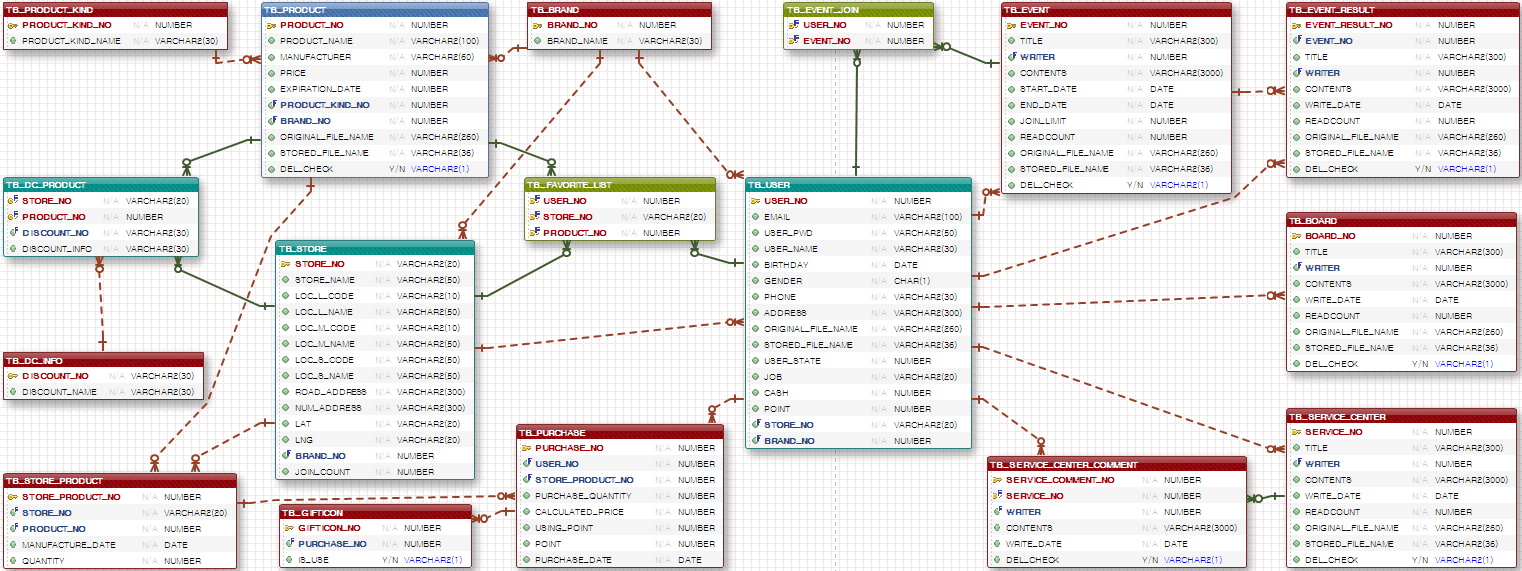 TB_PRODUCT_KIND
PRODUCT_KIND_NO N/A NUMBER
PRODUCT_KIND_NAME N/A VARCHAR2(30)
TB_PRODUCT
PRODUCT_NO N/A NUMBER
PRODUCT_NAME N/A VARCHAR2(100)
MANUFACTURER N/A VARCHAR2(60)
PRICE N/A NUMBER
EXPIRATION_DATE N/A NUMBER
PRODUCT_KIND_NO N/A NUMBER
BRAND_NO N/A NUMBER
ORIGINAL_FILE_NAME N/A VARCHAR2(260)
STORED_FILE_NAME N/A VARCHAR2(36)
DEL_CHECK Y/N VARCHAR2(1)
TB_BRAND
BRAND_NO N/A NUMBER
BRAND_NAME N/A VARCHAR2(30)
TB_EVENT_JOIN
USER_NO N/A NUMBER
EVENT_NO N/A NUMBER
TB_EVENT
EVENT_NO N/A NUMBER
TITLE N/A VARCHAR2(300)
WRITER N/A NUMBER
CONTENTS N/A VARCHAR2(3000)
START_DATE N/A DATE
END_DATE N/A DATE
JOIN_LIMIT N/A NUMBER
READCOUNT N/A NUMBER
ORIGINAL_FILE_NAME N/A VARCHAR2(260)
STORED_FILE_NAME N/A VARCHAR2(36)
DEL_CHECK Y/N VARCHAR2(1)
TB_EVENT_RESULT
EVENT_RESULT_NO N/A NUMBER
EVENT_NO N/A NUMBER
TITLE N/A VARCHAR2(300)
WRITER N/A NUMBER
CONTENTS N/A VARCHAR2(3000)
WRITE_DATE N/A DATE
READCOUNT N/A NUMBER
ORIGINAL_FILE_NAME N/A VARCHAR2(260)
STORED_FILE_NAME N/A VARCHAR2(36)
DEL_CHECK Y/N VARCHAR2(1)
TB_DC_PRODUCT
STORE_NO N/A VARCHAR2(20)
PRODUCT_NO N/A NUMBER
DISCOUNT_NO N/A VARCHAR2(30)
DISCOUNT_INFO N/A VARCHAR2(30)
TB_FAVORITE_LIST
USER_NO N/A NUMBER
STORE_NO N/A VARCHAR2(20)
PRODUCT_NO N/A NUMBER
TB_USER
USER_NO N/A NUMBER
EMAIL N/A VARCHAR2(100)
USER_PWD N/A VARCHAR2(50)
USER_NAME N/A VARCHAR2(30)
BIRTHDAY N/A DATE
GENDER N/A CHAR(1)
PHONE N/A VARCHAR2(30)
ADDRESS N/A VARCHAR2(300)
ORIGINAL_FILE_NAME N/A VARCHAR2(260)
STORED_FILE_NAME N/A VARCHAR2(36)
USER_STATE N/A NUMBER
JOB N/A VARCHAR2(20)
CASH N/A NUMBER
POINT N/A NUMBER
STORE_NO N/A VARCHAR2(20)
BRAND_NO N/A NUMBER
TB_BOARD
BOARD_NO N/A NUMBER
TITLE N/A VARCHAR2(300)
WRITER N/A NUMBER
CONTENTS N/A VARCHAR2(3000)
WRITE_DATE N/A DATE
READCOUNT N/A NUMBER
ORIGINAL_FILE_NAME N/A VARCHAR2(260)
STORED_FILE_NAME N/A VARCHAR2(36)
DEL_CHECK Y/N VARCHAR2(1)
TB_STORE
STORE_NO N/A VARCHAR2(20)
STORE_NAME N/A VARCHAR2(50)
LOC_L_CODE N/A VARCHAR2(10)
LOC_L_NAME N/A VARCHAR2(50)
LOC_M_CODE N/A VARCHAR2(10)
LOC_M_NAME N/A VARCHAR2(50)
LOC_S_CODE N/A VARCHAR2(50)
LOC_S_NAME N/A VARCHAR2(50)
ROAD_ADDRESS N/A VARCHAR2(300)
NUM_ADDRESS N/A VARCHAR2(300)
LAT N/A VARCHAR2(20)
LNG N/A VARCHAR2(20)
BRAND_NO N/A NUMBER
JOIN_COUNT N/A NUMBER
TB_DC_INFO
DISCOUNT_NO N/A VARCHAR2(30)
DISCOUNT_NAME N/A VARCHAR2(30)
TB_STORE_PRODUCT
STORE_PRODUCT_NO N/A NUMBER
STORE_NO N/A VARCHAR2(20)
PRODUCT_NO N/A NUMBER
MANUFACTURE_DATE N/A DATE
QUANTITY N/A NUMBER
TB_GIFTICON
GIFTICON_NO N/A NUMBER
PURCHASE_NO N/A NUMBER
IS_USE Y/N VARCHAR2(1)
TB_PURCHASE
PURCHASE_NO N/A NUMBER
USER_NO N/A NUMBER
STORE_PRODUCT_NO N/A NUMBER
PURCHASE_QUANTITY N/A NUMBER
CALCULATED_PRICE N/A NUMBER
USING_POINT N/A NUMBER
POINT N/A NUMBER
PURCHASE_DATE N/A DATE
TB_SERVICE_CENTER_COMMENT
SERVICE_COMMENT_NO N/A NUMBER
SERVICE_NO N/A NUMBER
WRITER N/A NUMBER
CONTENTS N/A VARCHAR2(3000)
WRITE_DATE N/A DATE
DEL_CHECK Y/N VARCHAR2(1)
TB_SERVICE_CENTER
SERVICE_NO N/A NUMBER
TITLE N/A VARCHAR2(300)
WRITER N/A NUMBER
CONTENTS N/A VARCHAR2(3000)
WRITE_DATE N/A DATE
READCOUNT N/A NUMBER
ORIGINAL_FILE_NAME N/A VARCHAR2(260)
STORED_FILE_NAME N/A VARCHAR2(36)
DEL_CHECK Y/N VARCHAR2(1)